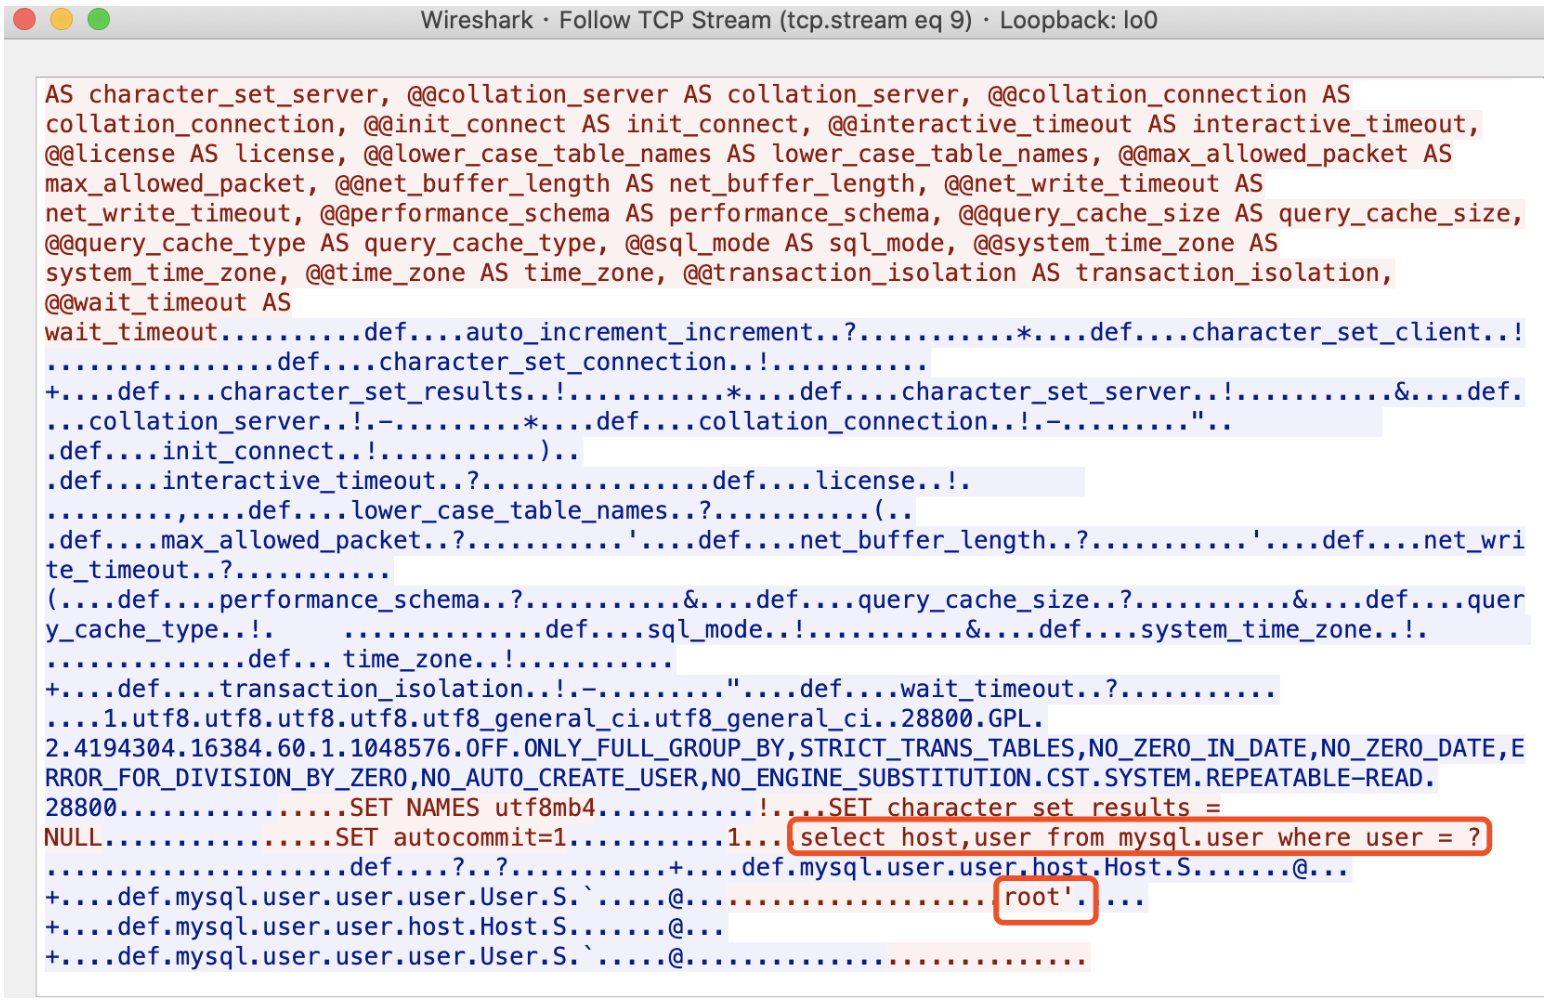 Wireshark · Follow TCP Stream (tcp.stream eq 9) · Loopback: lo0
AS character_set_server, @@collation_server AS collation_server, @@collation_connection AS
collation_connection, @@init_connect AS init_connect, @@interactive_timeout AS interactive_timeout,
@@license AS license, @@lower_case_table_names AS lower_case_table_names, @@max_allowed_packet AS
max_allowed_packet, @@net_buffer_length AS net_buffer_length, @@net_write_timeout AS
net_write_timeout, @@performance_schema AS performance_schema, @@query_cache_size AS query_cache_size,
@@query_cache_type AS query_cache_type, @@sql_mode AS sql_mode, @@system_time_zone AS
system_time_zone, @@time_zone AS time_zone, @@transaction_isolation AS transaction_isolation,
@@wait_timeout AS
wait_timeout..........def....auto_increment_increment..?...........*....def....character_set_client..!
................def....character_set_connection..!...........
+....def....character_set_results..!...........*....def....character_set_server..!...........&....def.
...collation_server..!.-.........*....def....collation_connection..!.-.........."..
.def....init_connect..!...........)..
.def....interactive_timeout..?................def....license..!.
.........,....def....lower_case_table_names..?...........(..
.def....max_allowed_packet..?...........'....def....net_buffer_length..?...........'....def....net_wri
te_timeout..?...........
(....def....performance_schema..?...........&....def....query_cache_size..?...........&....def....quer
y_cache_type..!. ..............def....sql_mode..!...........&....def....system_time_zone..!.
..............def... time_zone..!...........
+....def....transaction_isolation..!.-........."....def....wait_timeout..?...........
....1.utf8.utf8.utf8.utf8.utf8_general_ci.utf8_general_ci..28800.GPL.
2.4194304.16384.60.1.1048576.OFF.ONLY_FULL_GROUP_BY,STRICT_TRANS_TABLES,NO_ZERO_IN_DATE,NO_ZERO_DATE,E
RROR_FOR_DIVISION_BY_ZERO,NO_AUTO_CREATE_USER,NO_ENGINE_SUBSTITUTION.CST.SYSTEM.REPEATABLE-READ.
28800................SET NAMES utf8mb4...........!....SET character_set_results =
NULL................SET autocommit=1...........1....select host,user from mysql.user where user = ?
.....................def....?..?...........+....def.mysql.user.user.host.Host.S.......@...
+....def.mysql.user.user.user.User.S.`.....@......................root'.....
+....def.mysql.user.user.host.Host.S.......@...
+....def.mysql.user.user.user.User.S.`.....@............................